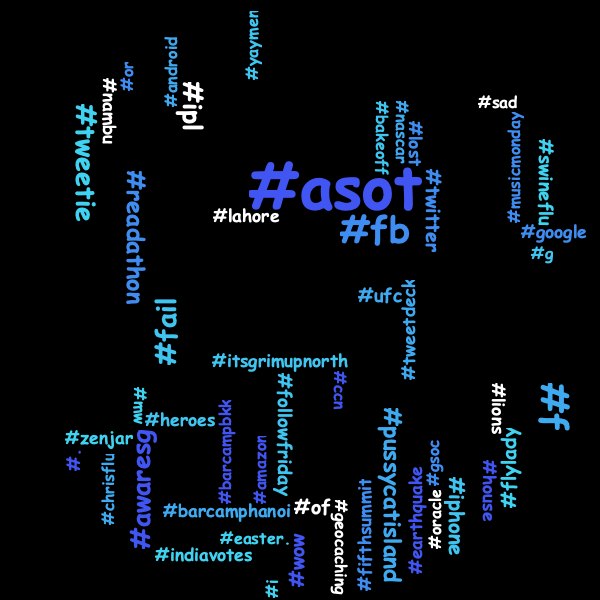 #yaymen
#android
#or
#nambu
#ipl
#tweetie
#sad
#bakeoff
#nascar
#lost
#musicmonday
#swineflu
#asot
#readathon
#twitter
#lahore
#fb
#google
#g
#ufc
#tweetdeck
#fail
#itsgrimupnorth
#ccn
#followfriday
#rw
#heroes
#lions
#f
#barcampbkk
#pussycatisland
#zenjar
#.
#chrisflu
#awaresg
#amazon
#gsoc
#flylady
#house
#earthquake
#iphone
#oracle
#fifthsummit
#barcamphanoi
#of
#geocaching
#easter.
#wow
#indiavotes
#i